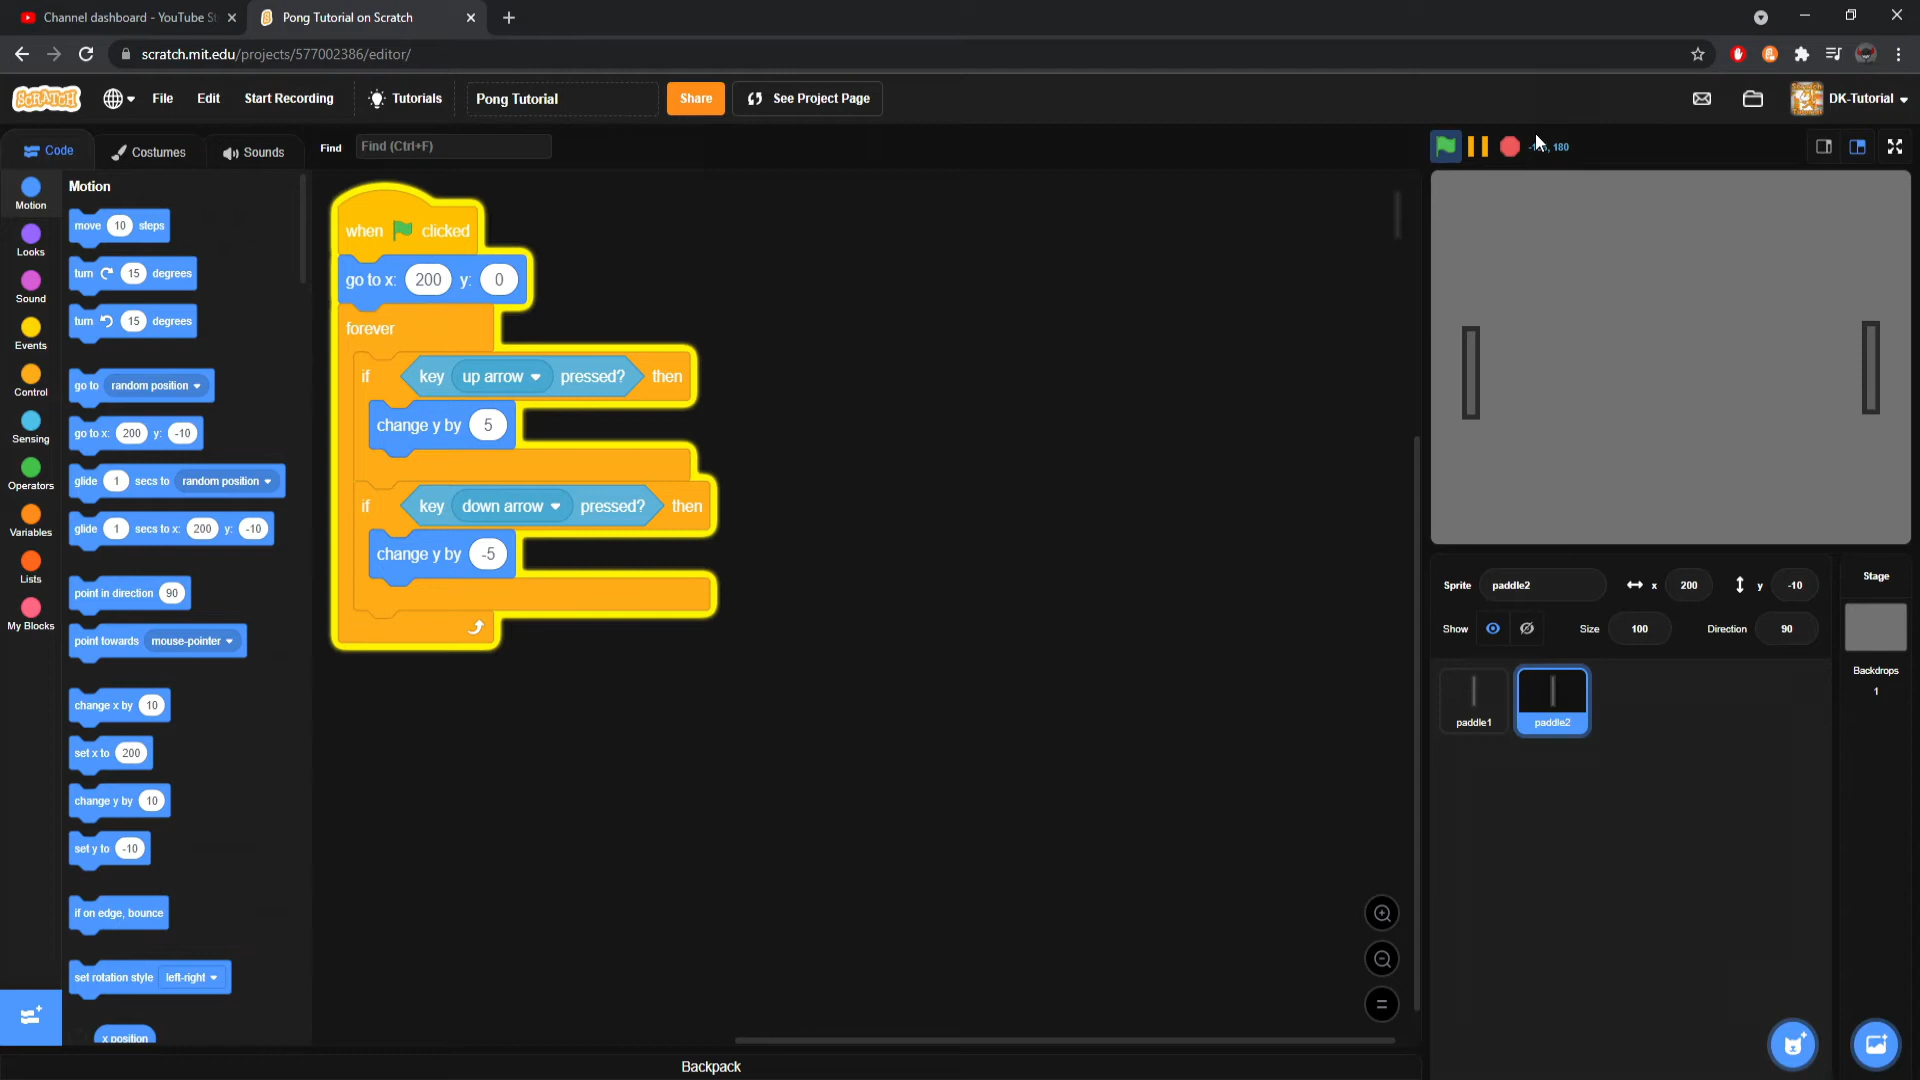 Channel dashboard - YouTube St
Pong Tutorial on Scratch
scratch.mit.edu/projects/577002386/editor/
SCRATCH
File
Edit
Start Recording
Tutorials
Pong Tutorial
Share
See Project Page
DK-Tutorial
Code
Costumes
Sounds
Find
Find (Ctrl+F)
, 180
Motion
Looks
Sound
Events
Control
Sensing
Operators
Variables
Lists
My Blocks
Motion
move 10 steps
turn 15 degrees
turn 15 degrees
go to random position
go to x: 200 y: -10
glide 1 secs to random position
glide 1 secs to x: 200 y: -10
point in direction 90
point towards mouse-pointer
change x by 10
set x to 200
change y by 10
set y to -10
if on edge, bounce
set rotation style left-right
x position
when clicked
go to x: 200 y: 0
forever
if key up arrow pressed? then
change y by 5
if key down arrow pressed? then
change y by -5
Sprite paddle2 x 200 y -10
Show Size 100 Direction 90
paddle1
paddle2
Stage
Backdrops
1
Backpack